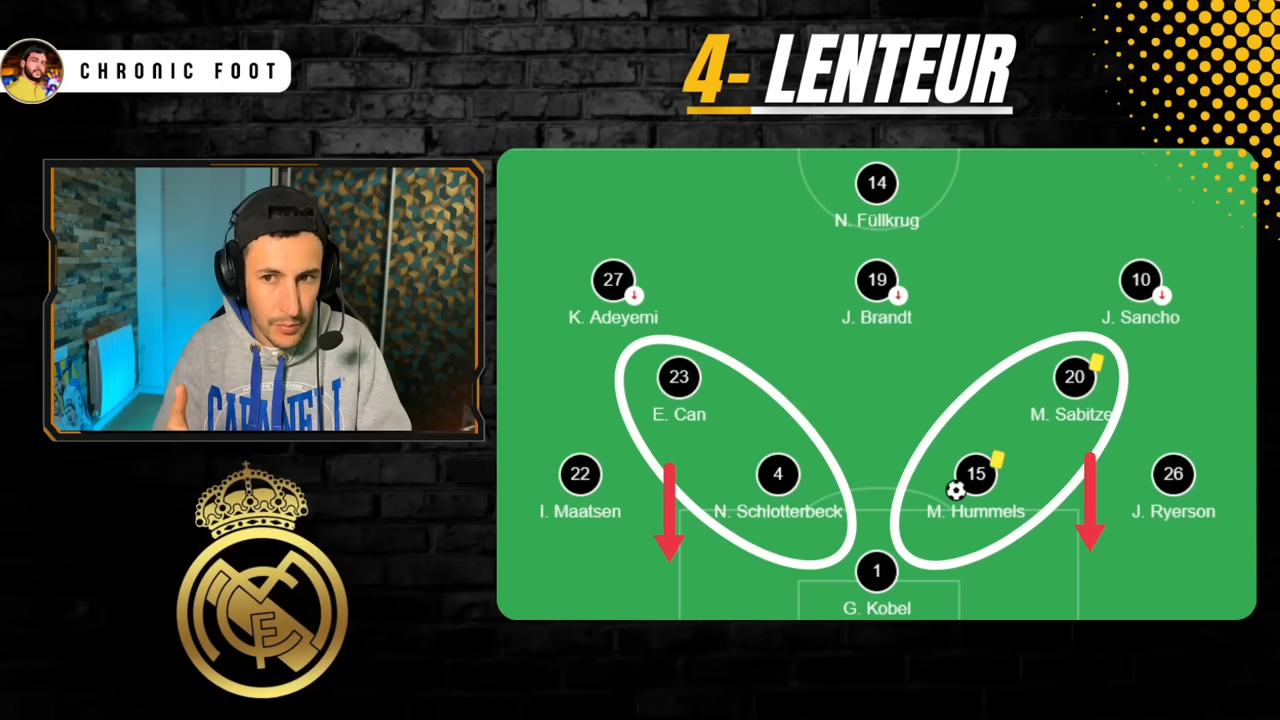 CHRONIC FOOT
4- LENTEUR
14
N. Füllkrug
27
19
10
K. Adeyemi
J. Brandt
J. Sancho
23
20
E. Can
M. Sabitze
22
4
15
26
I. Maatsen
N. Schlotterbeck
M. Hummels
J. Ryerson
1
G. Kobel